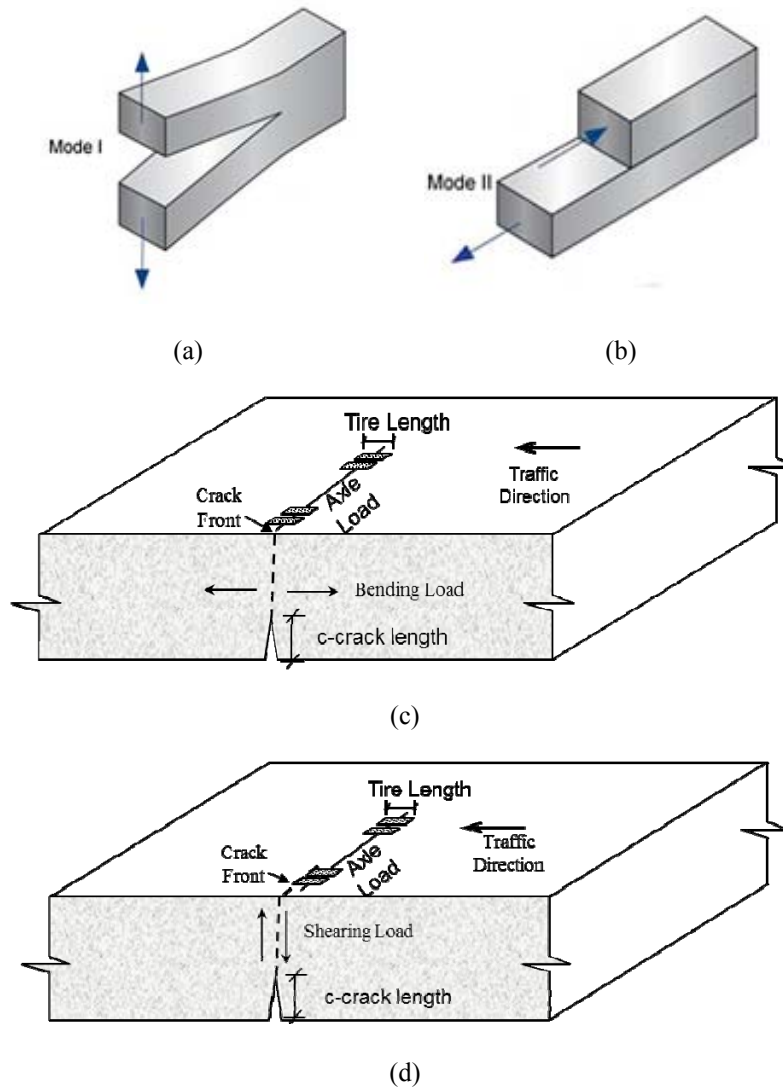 Mode I
Mode II
(a)
(b)
Tire Length
Axle
Load
Traffic
Direction
Crack
Front
Bending Load
c-crack length
(c)
Tire Length
Axle
Load
Traffic
Direction
Crack
Front
Shearing Load
c-crack length
(d)